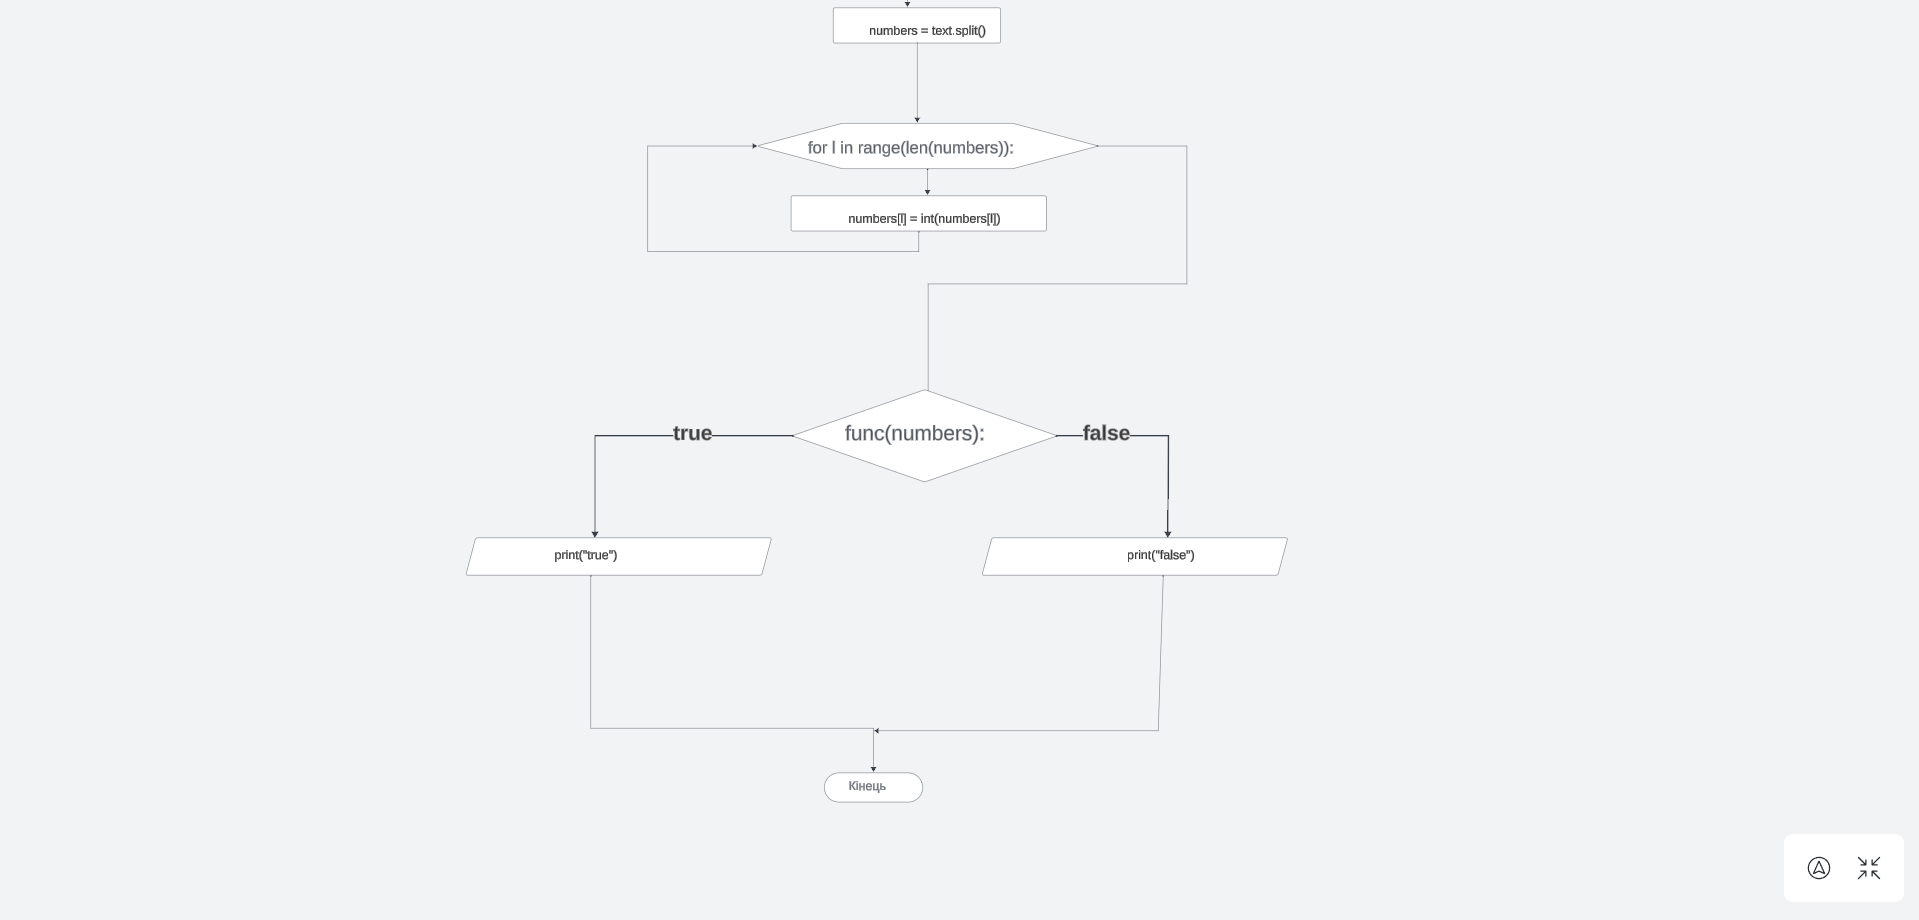 numbers = text.split()
for l in range(len(numbers)):
numbers[l] = int(numbers[l])
func(numbers):
true
false
print("true")
print("false")
Кінець